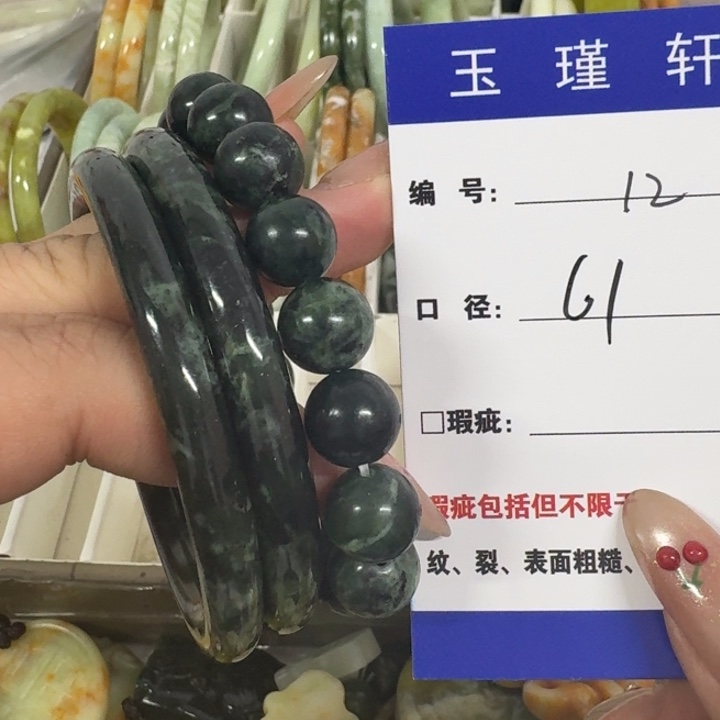 玉瑾轩
编号: 12
口径: 61
□瑕疵:
瑕疵包括但不限于
纹、裂、表面粗糙、